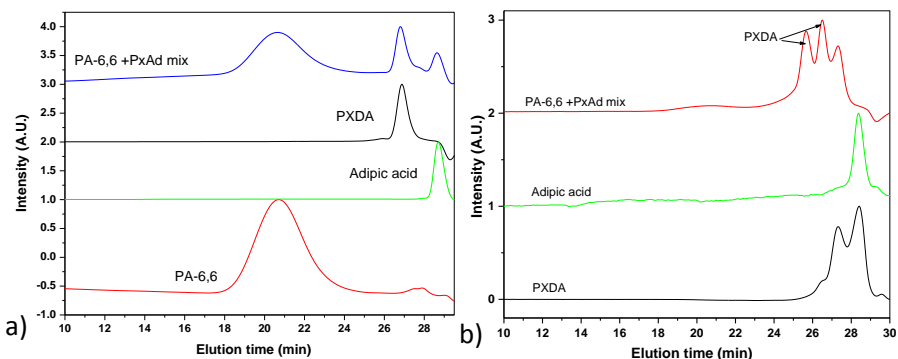 4.0
3.5
3.0
2.5
2.0
1.5
1.0
0.5
0.0
-0.5
-1.0
Intensity (A.U.)
PA-6,6 +PxAd mix
PXDA
Adipic acid
PA-6,6
10 12 14 16 18 20 22 24 26 28
Elution time (min)
a)
3
2
1
0
Intensity (A.U.)
PXDA
PA-6,6 +PxAd mix
Adipic acid
PXDA
10 12 14 16 18 20 22 24 26 28 30
Elution time (min)
b)